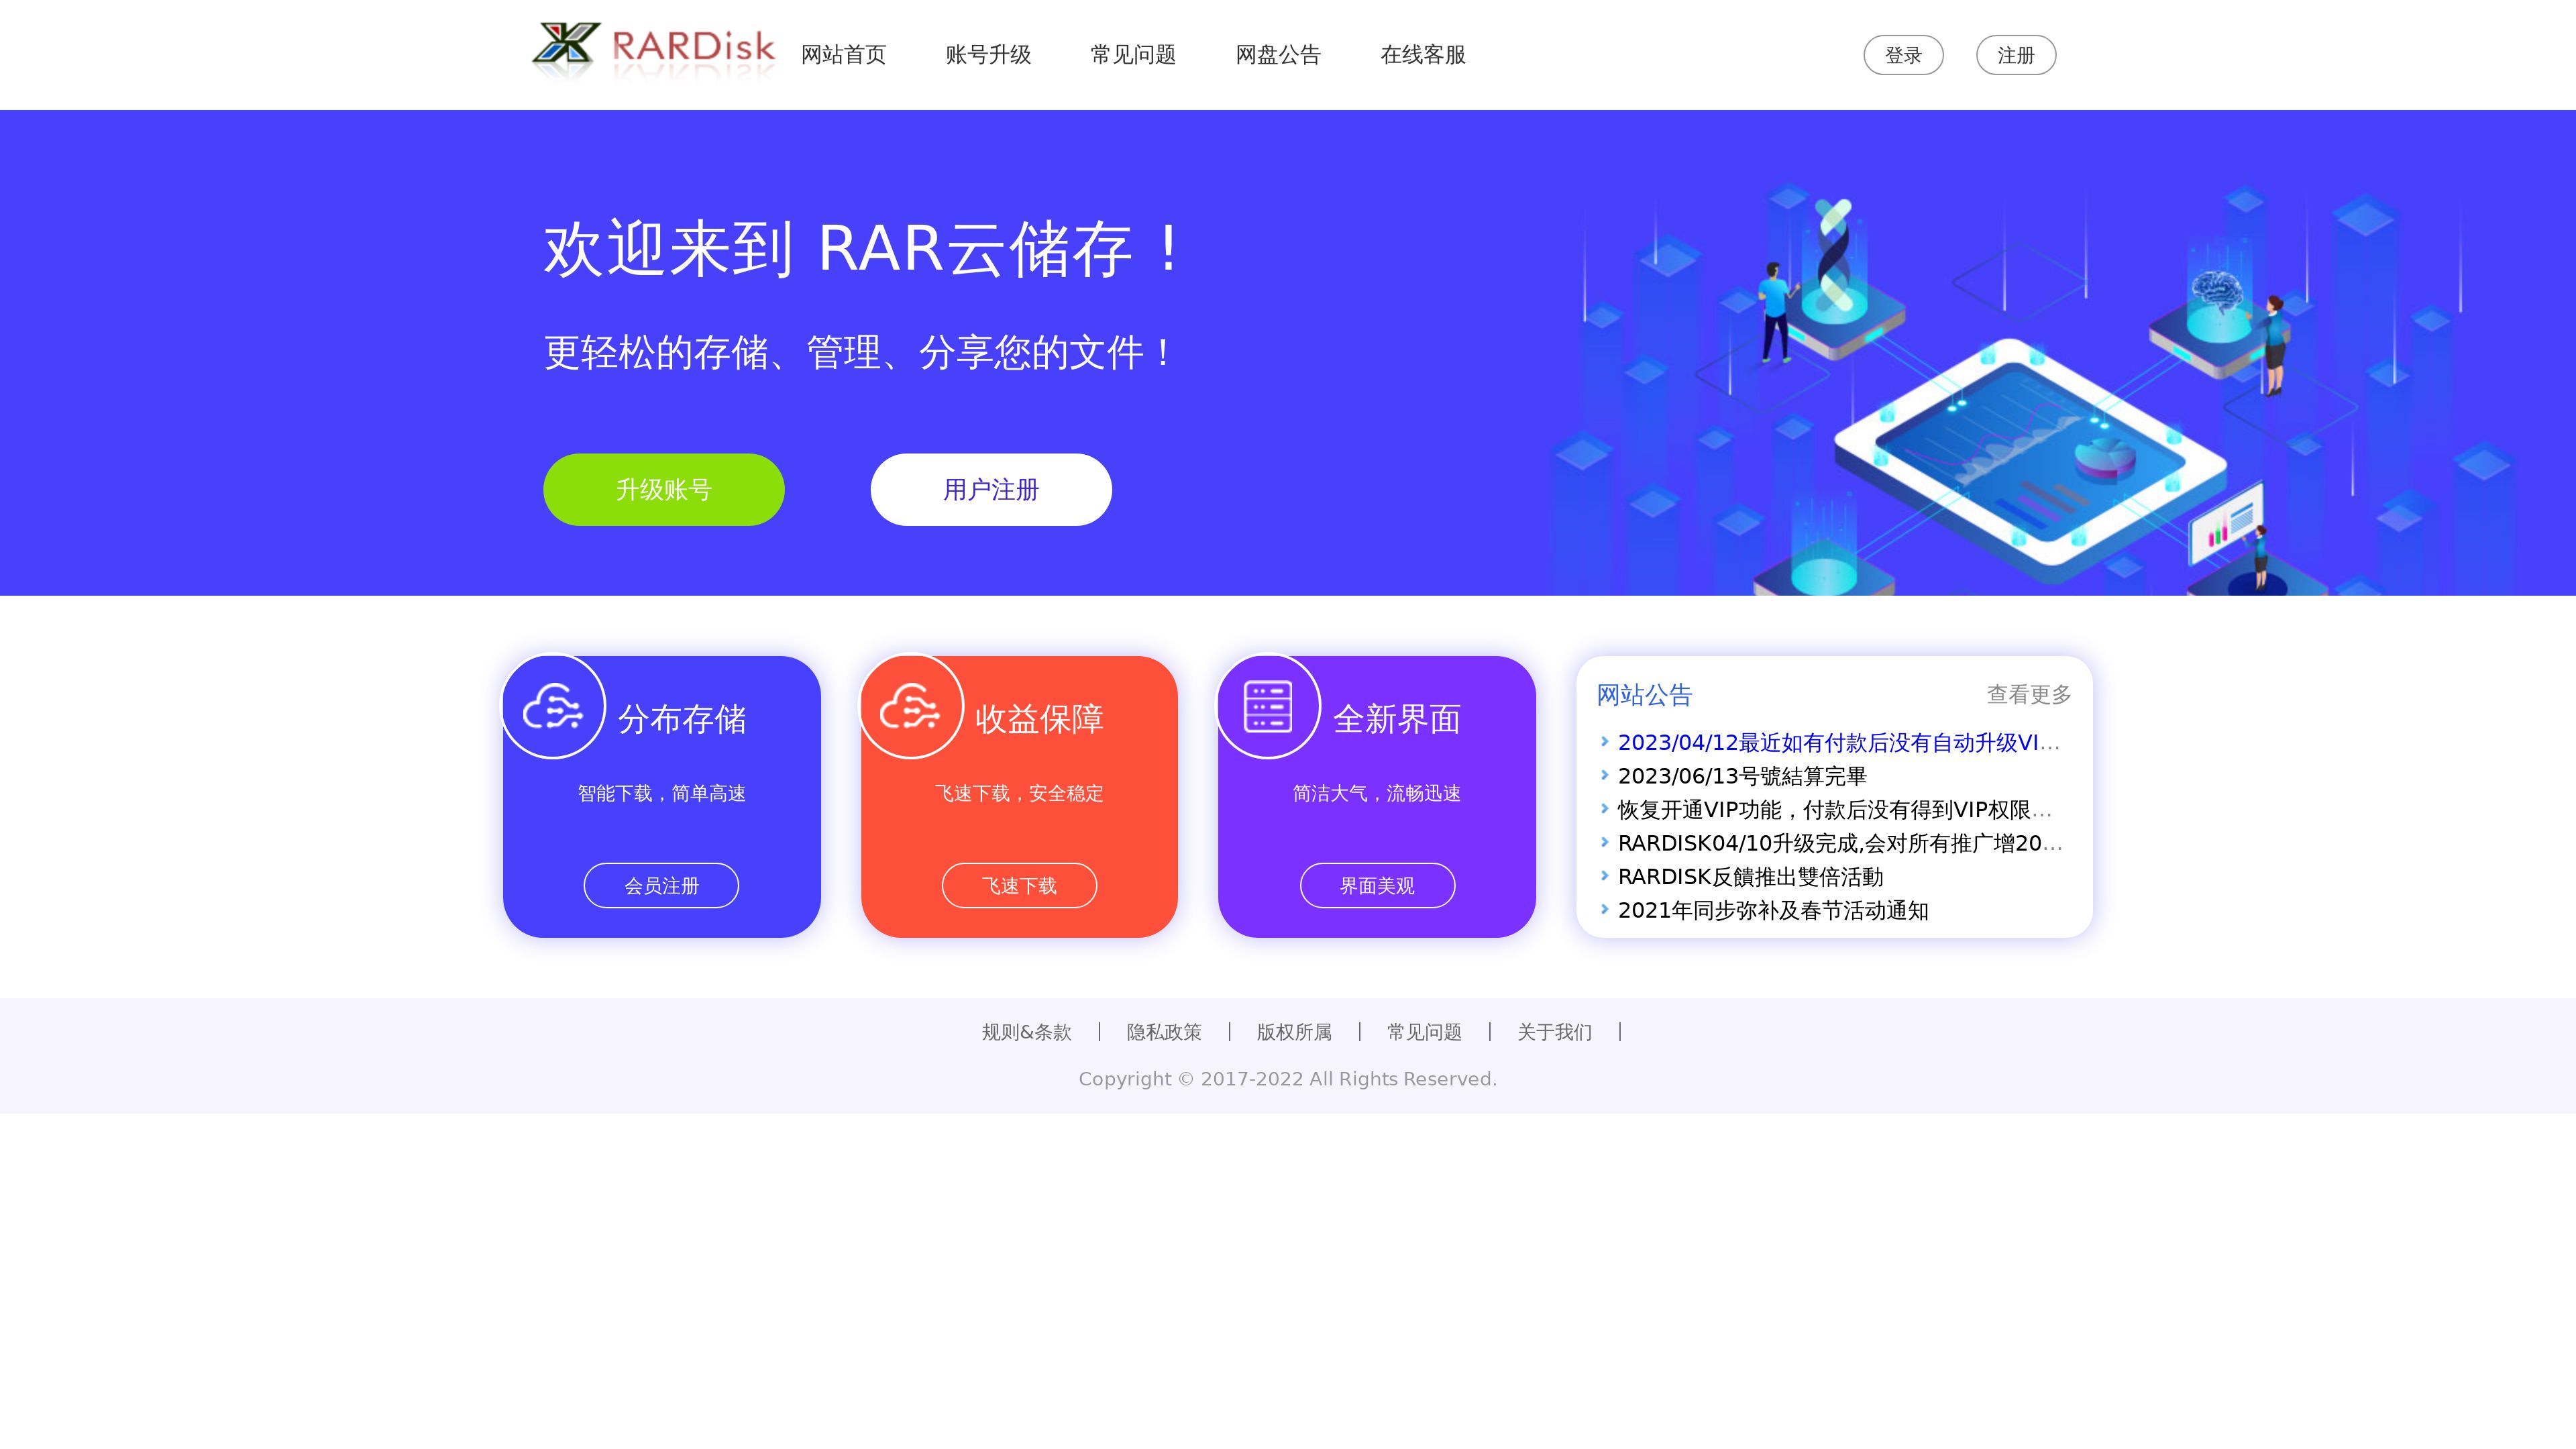 RARDisk 网站首页 账号升级 常见问题 网盘公告 在线客服 登录 注册
欢迎来到 RAR云储存！
更轻松的存储、管理、分享您的文件！
升级账号 用户注册
分布存储
智能下载，简单高速
会员注册
收益保障
飞速下载，安全稳定
飞速下载
全新界面
简洁大气，流畅迅速
界面美观
网站公告 查看更多
2023/04/12最近如有付款后没有自动升级VI...
2023/06/13号號結算完畢
恢复开通VIP功能，付款后没有得到VIP权限...
RARDISK04/10升级完成,会对所有推广增20...
RARDISK反饋推出雙倍活動
2021年同步弥补及春节活动通知
规则&条款 | 隐私政策 | 版权所属 | 常见问题 | 关于我们 |
Copyright © 2017-2022 All Rights Reserved.